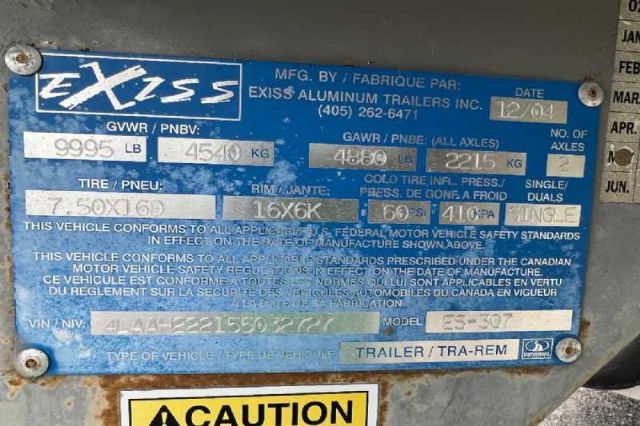 EXISS
MFG. BY / FABRIQUE PAR:
EXISS ALUMINUM TRAILERS INC.
(405) 262-6471
DATE
12/04
GVWR / PNBV:
9995 LB 4540 KG
GAWR / PNBE: (ALL AXLES)
4880 LB 2215 KG
NO. OF
AXLES
2
TIRE / PNEU:
7.50X16D
RIM / JANTE:
16X6K
COLD TIRE INFL. PRESS./
PRESS. DE GONF. A FROID
60 PSI 410 KPA
SINGLE/
DUALS
SINGLE
THIS VEHICLE CONFORMS TO ALL APPLICABLE U.S. FEDERAL MOTOR VEHICLE SAFETY STANDARDS
IN EFFECT ON THE DATE OF MANUFACTURE SHOWN ABOVE.
THIS VEHICLE CONFORMS TO ALL APPLICABLE STANDARDS PRESCRIBED UNDER THE CANADIAN
MOTOR VEHICLE SAFETY REGULATIONS IN EFFECT ON THE DATE OF MANUFACTURE.
CE VEHICULE EST CONFORME A TOUTES LES NORMES QUI LUI SONT APPLICABLES EN VERTU
DU REGLEMENT SUR LA SECURITE DES VEHICULES AUTOMOBILES DU CANADA EN VIGUEUR
A LA DATE DE SA FABRICATION.
VIN / NIV:
MODEL ES-307
TYPE OF VEHICLE / TYPE DE VEHICULE TRAILER / TRA-REM
UNIVERSAL
CAUTION
JAN
FEB
MAR.
APR.
JUN.